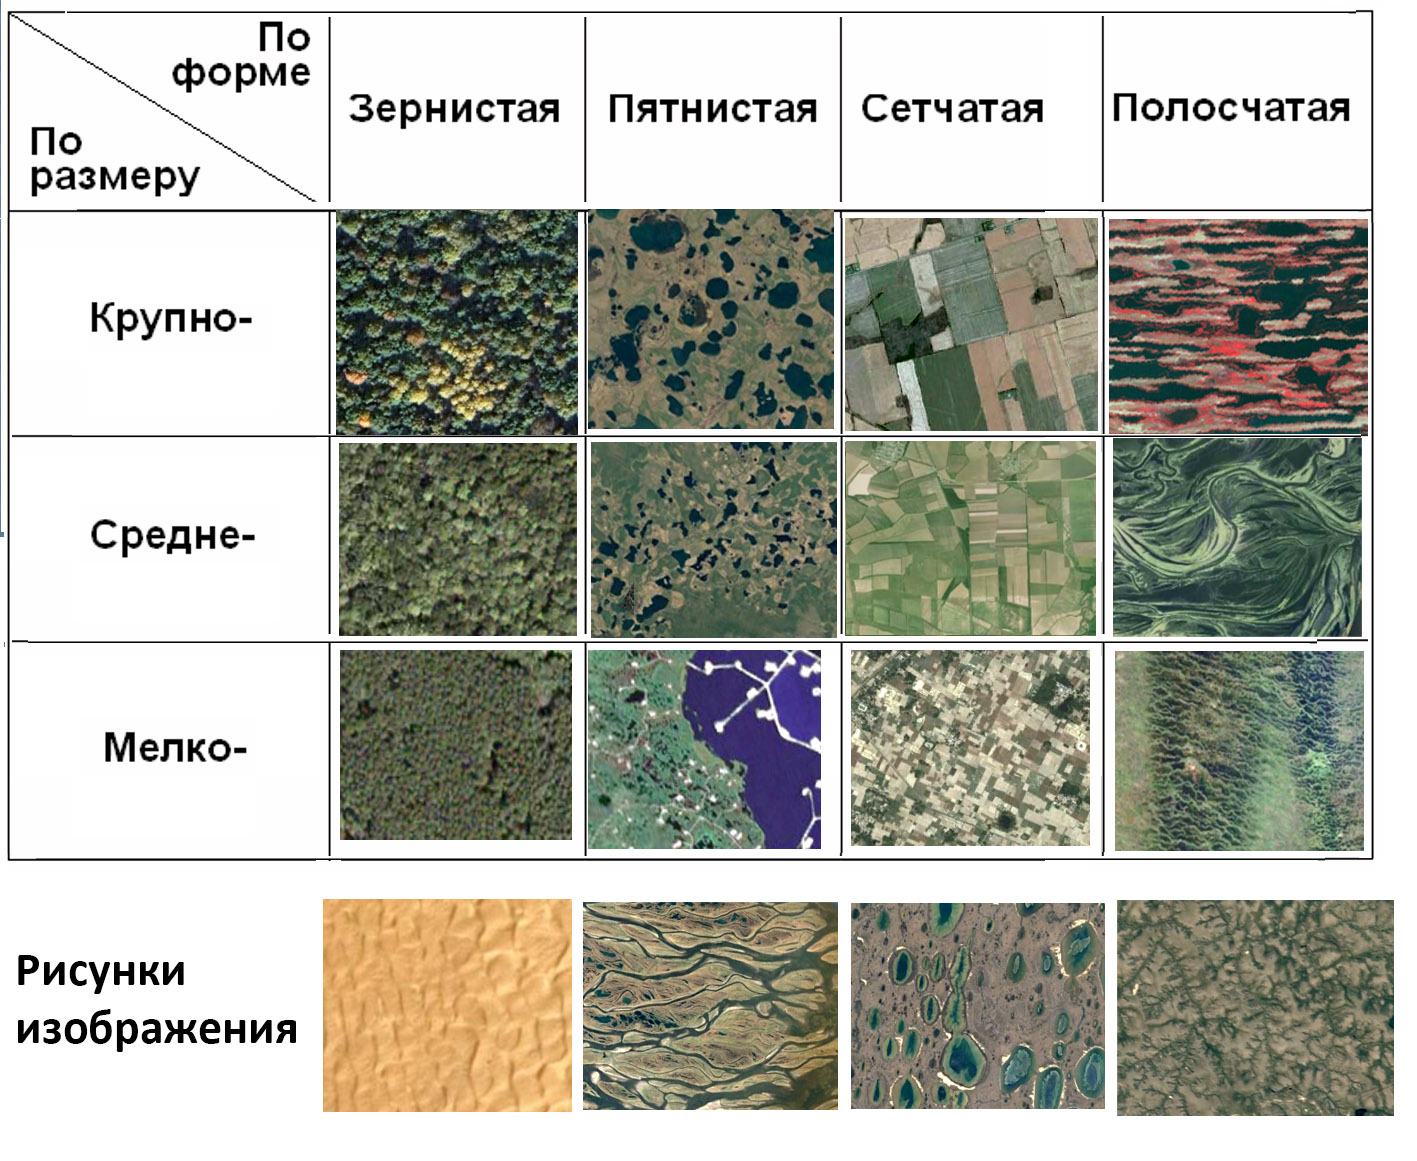 По
форме
По
размеру
Зернистая
Пятнистая
Сетчатая
Полосчатая
Крупно-
Средне-
Мелко-
Рисунки
изображения